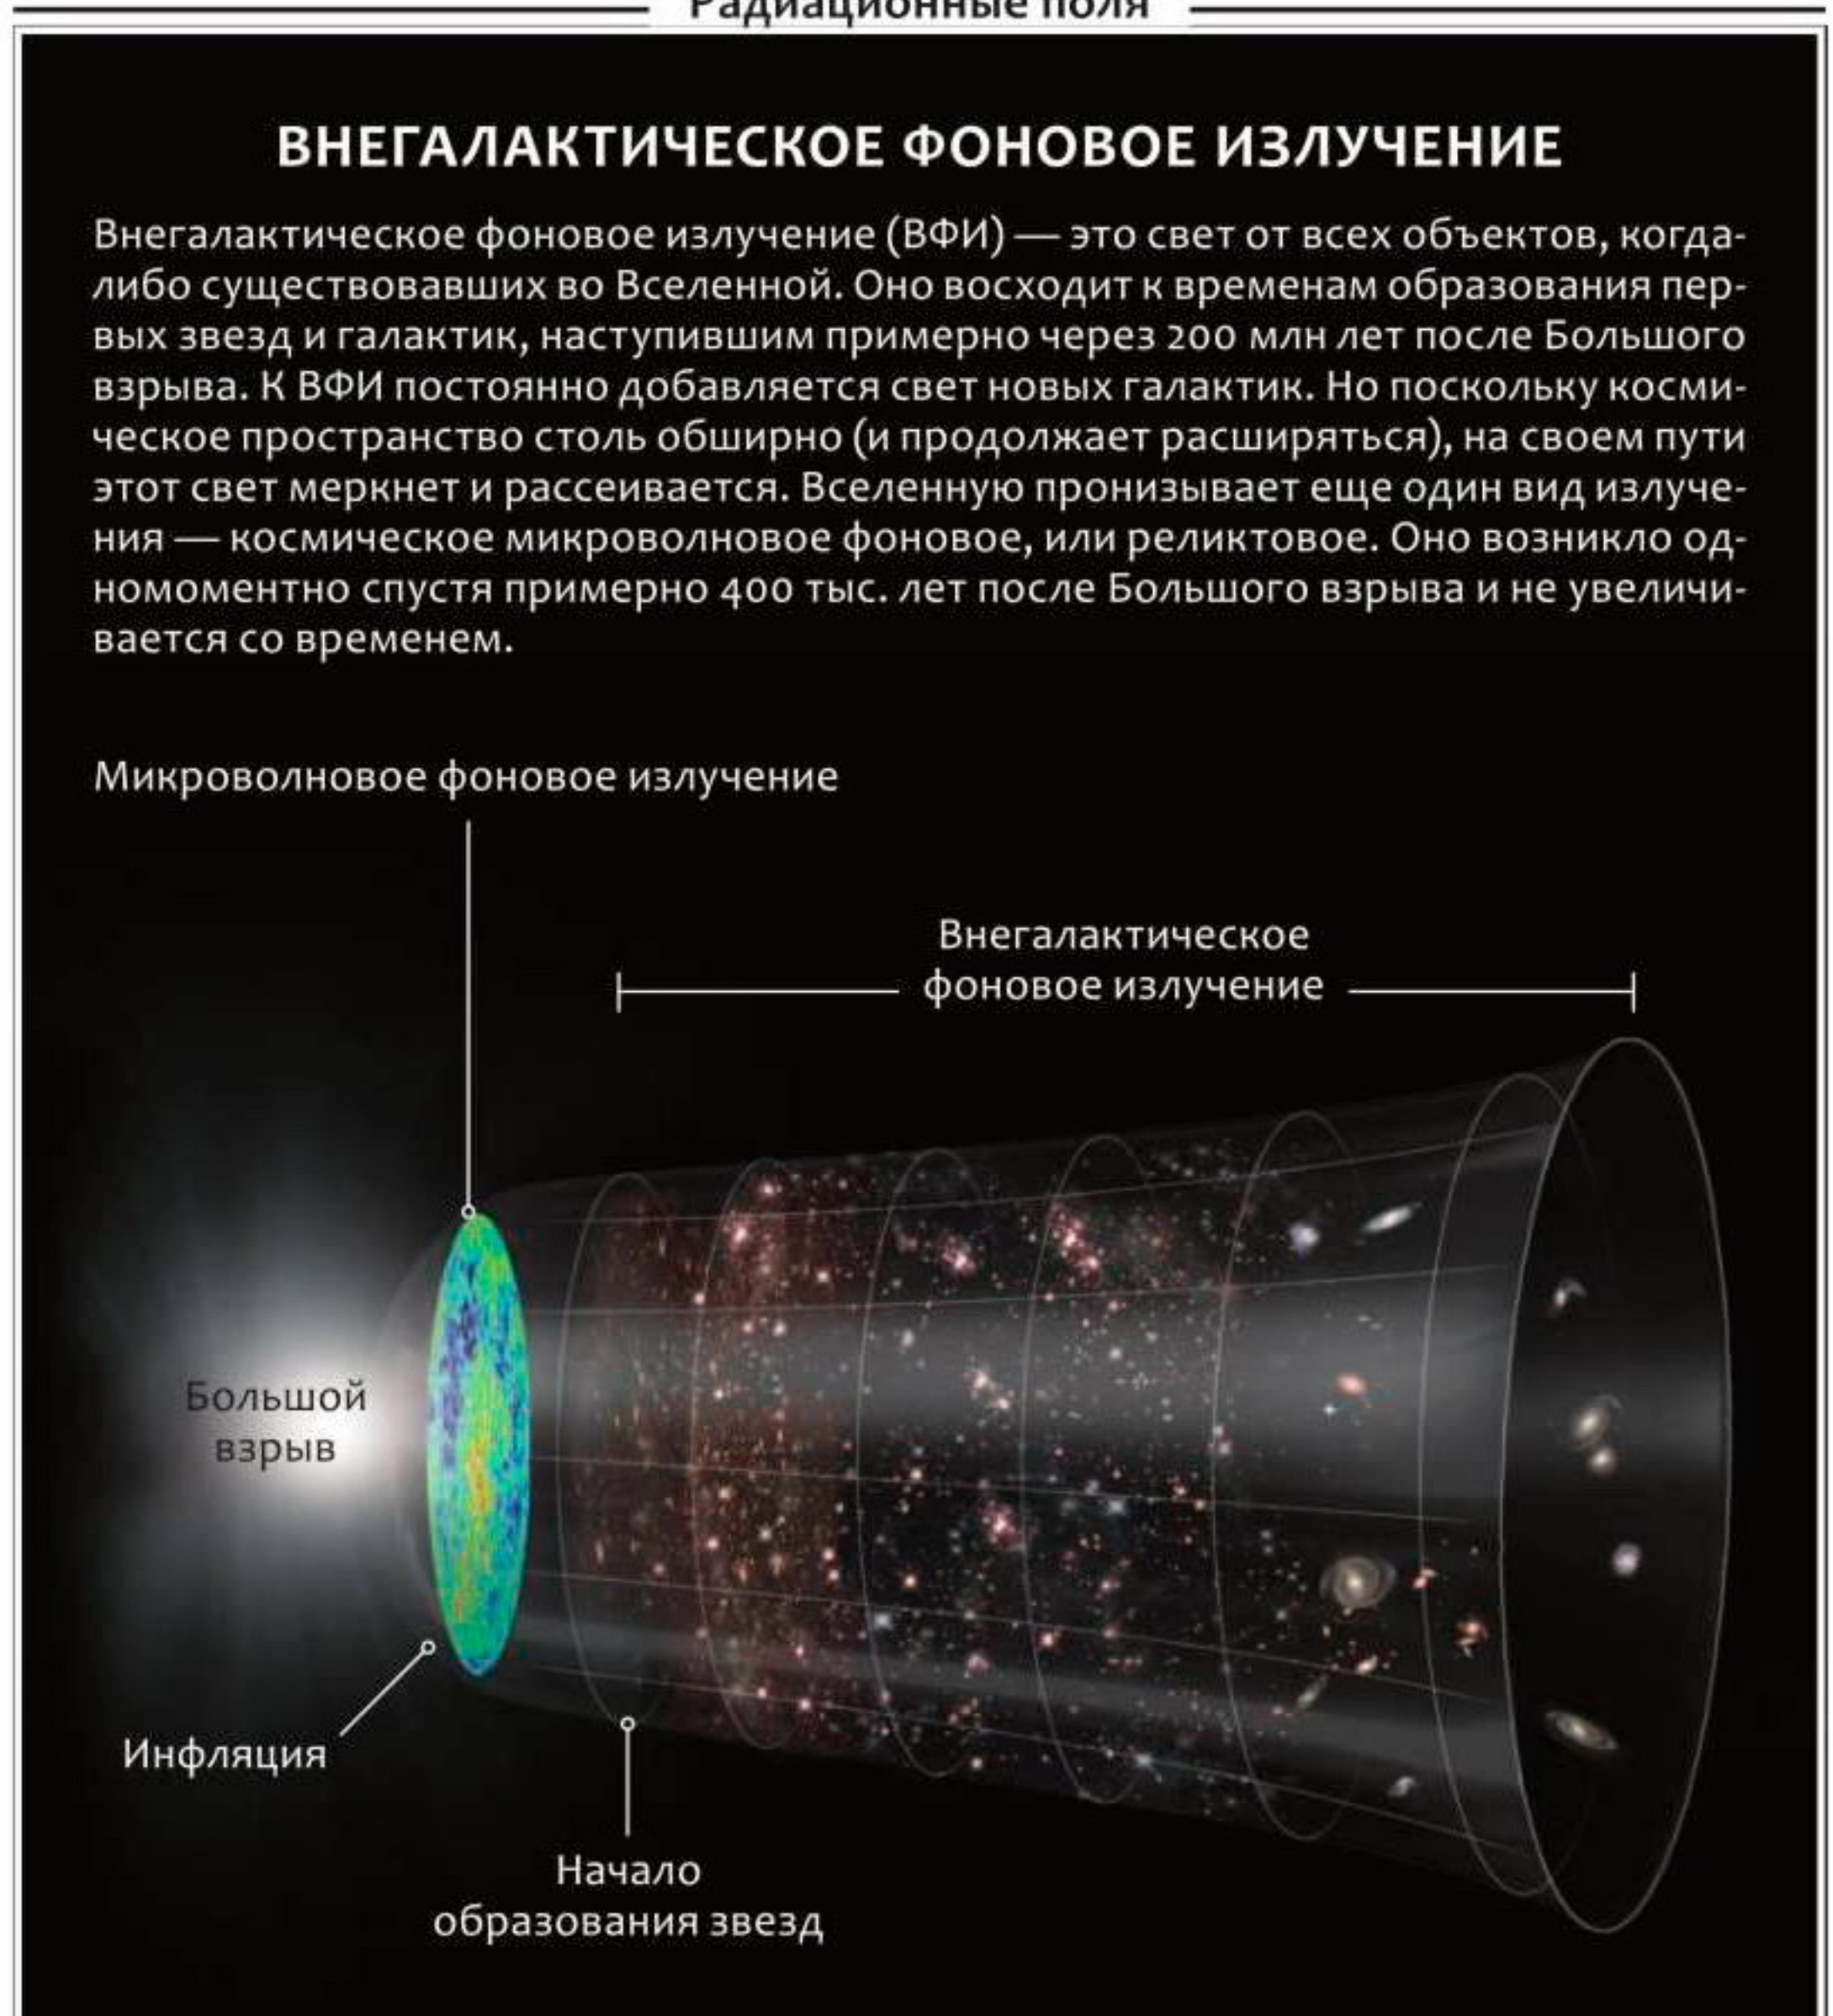 Радиационные поля
ВНЕГАЛАКТИЧЕСКОЕ ФОНОВОЕ ИЗЛУЧЕНИЕ
Внегалактическое фоновое излучение (ВФИ) — это свет от всех объектов, когда-
либо существовавших во Вселенной. Оно восходит к временам образования пер-
вых звезд и галактик, наступившим примерно через 200 млн лет после Большого
взрыва. К ВФИ постоянно добавляется свет новых галактик. Но поскольку косми-
ческое пространство столь обширно (и продолжает расширяться), на своем пути
этот свет меркнет и рассеивается. Вселенную пронизывает еще один вид излуче-
ния — космическое микроволновое фоновое, или реликтовое. Оно возникло од-
номоментно спустя примерно 400 тыс. лет после Большого взрыва и не увеличи-
вается со временем.
Микроволновое фоновое излучение
Внегалактическое
фоновое излучение
Большой
взрыв
Инфляция
Начало
образования звезд